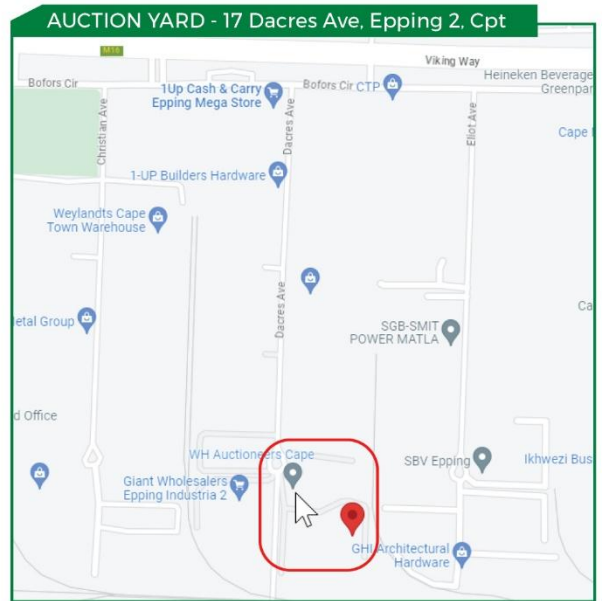 AUCTION YARD - 17 Dacres Ave, Epping 2, Cpt
M16
Viking Way
Bofors Cir
1Up Cash & Carry
Epping Mega Store
Bofors Cir
CTP
Heineken Beverage
Greenpar
Christian Ave
Dacres Ave
Eliot Ave
Cape
1-UP Builders Hardware
Weylandts Cape
Town Warehouse
Dacres Ave
Ca
etal Group
SGB-SMIT
POWER MATLA
d Office
WH Auctioneers Cape
SBV Epping
Ikhwezi Bus
Giant Wholesalers
Epping Industria 2
GHI Architectural
Hardware